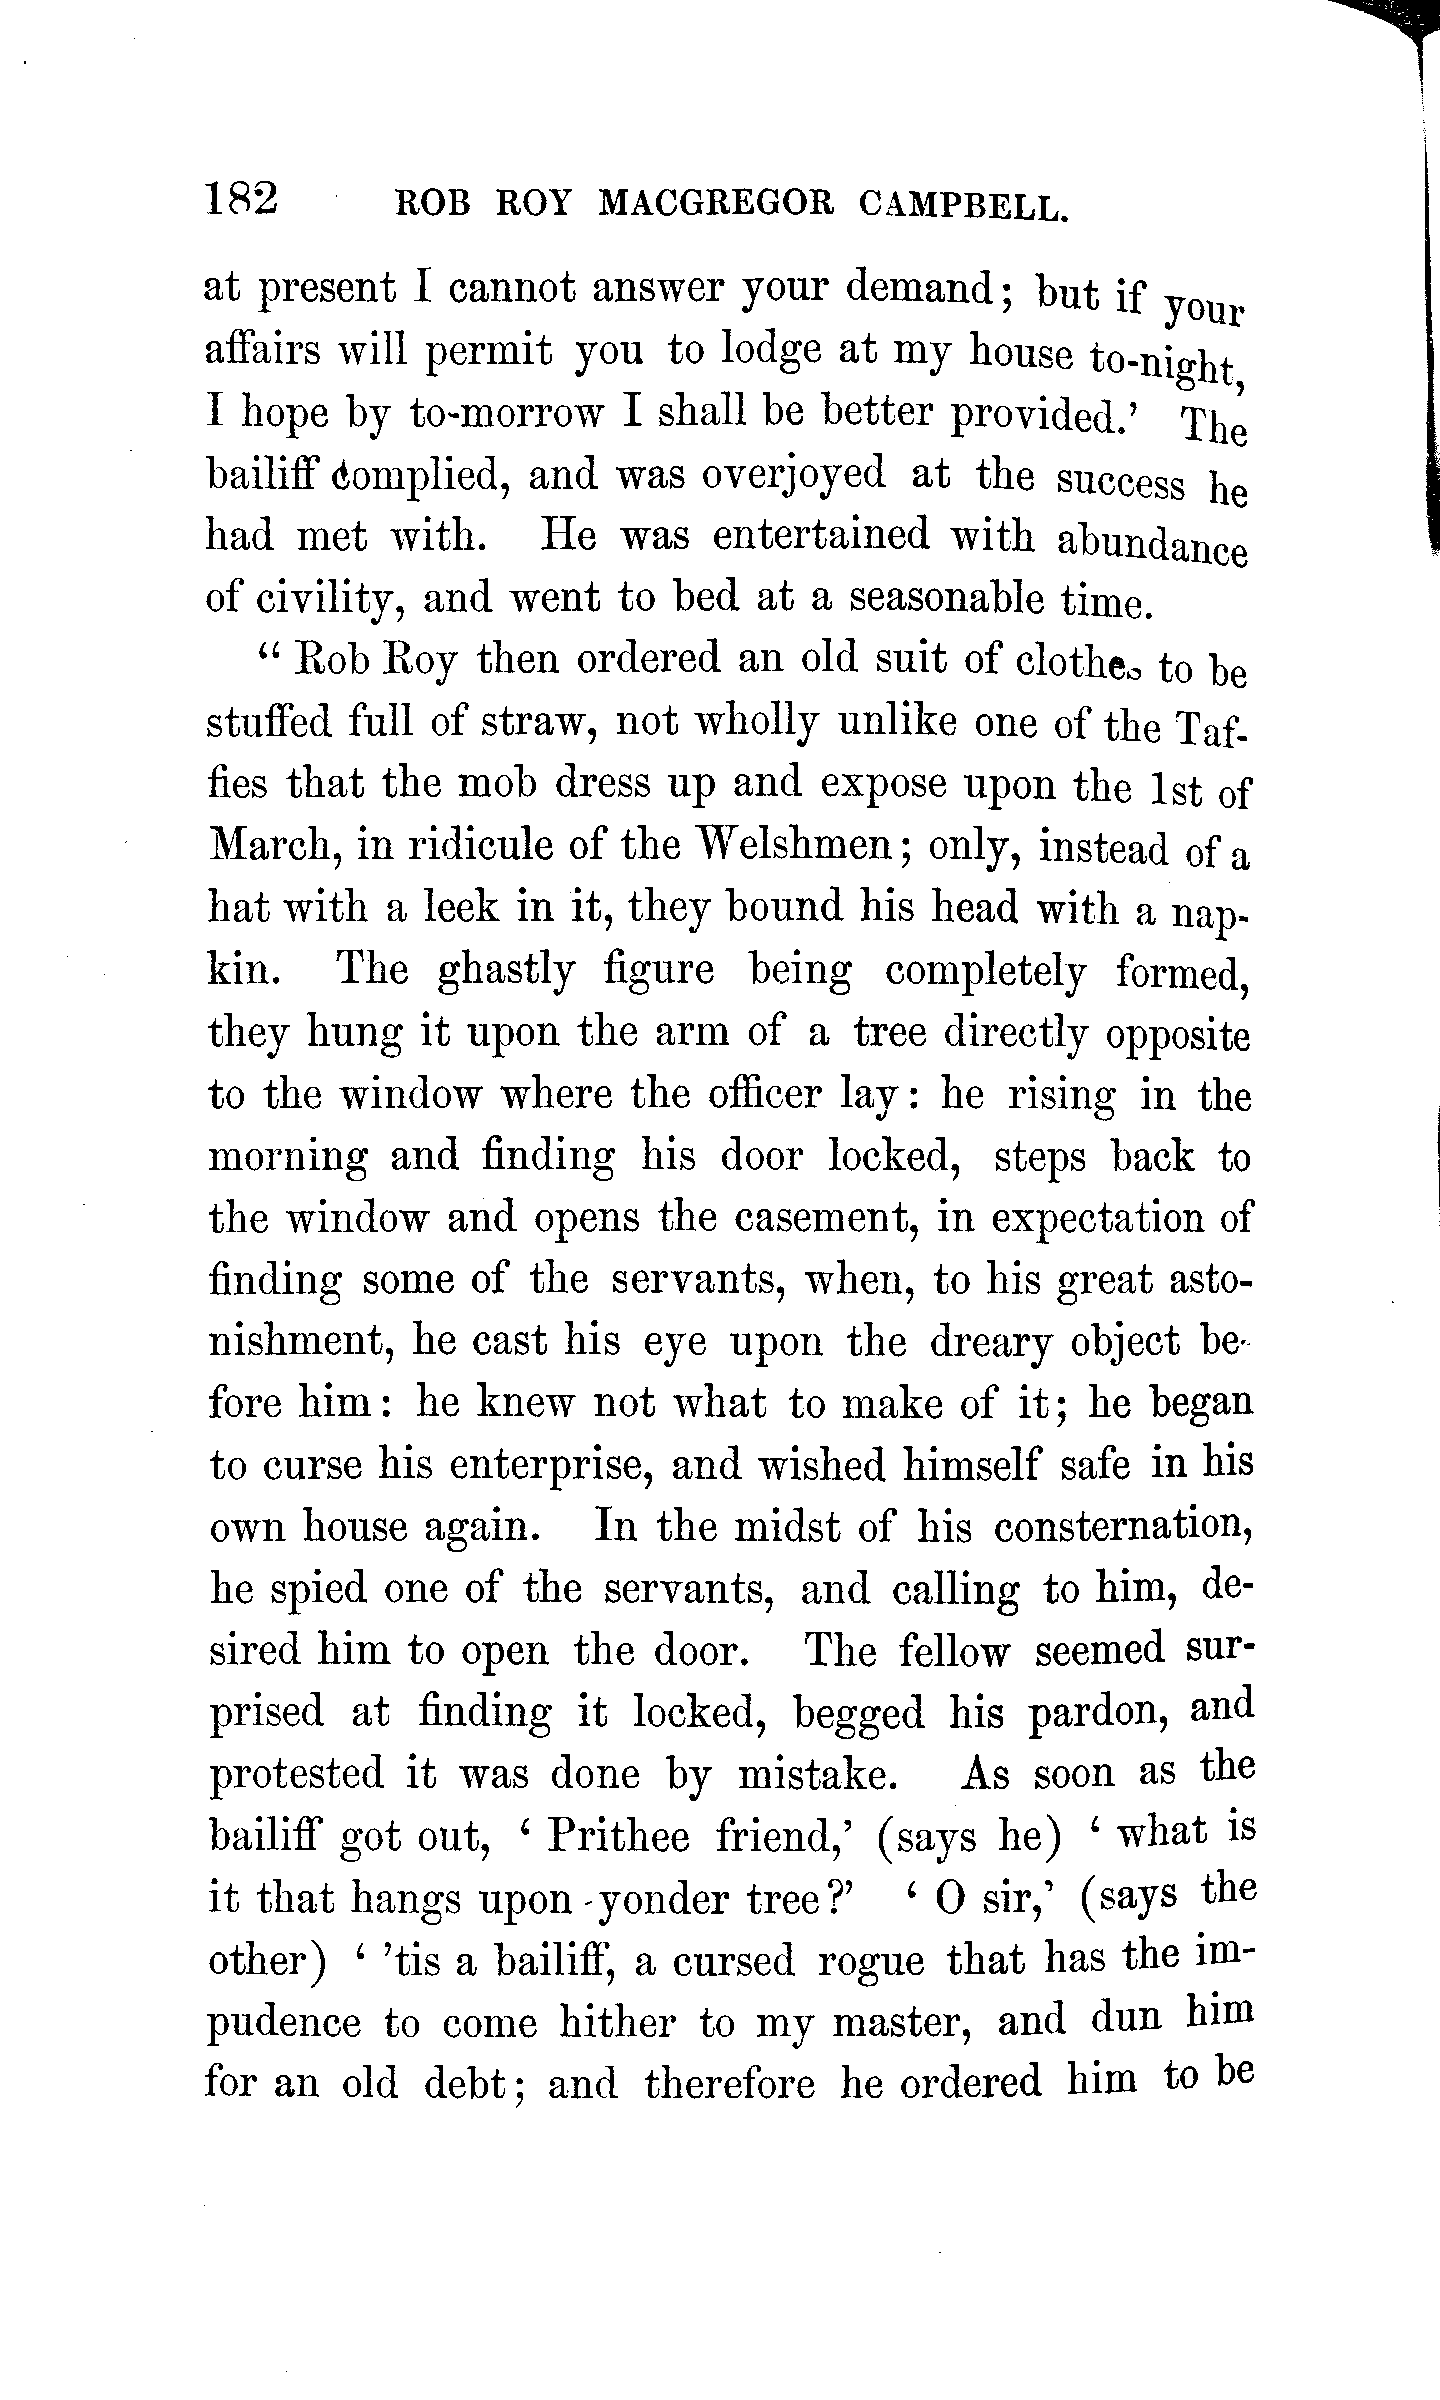 182 ROB ROY MACGREGOR CAMPBELL.
at present I cannot answer your demand; but if your
affairs will permit you to lodge at my house to-night,
I hope by to-morrow I shall be better provided.’ The
bailiff complied, and was overjoyed at the success he
had met with. He was entertained with abundance
of civility, and went to bed at a seasonable time.
“ Rob Roy then ordered an old suit of clothes to be
stuffed full of straw, not wholly unlike one of the Taf-
fies that the mob dress up and expose upon the 1st of
March, in ridicule of the Welshmen; only, instead of a
hat with a leek in it, they bound his head with a nap-
kin. The ghastly figure being completely formed,
they hung it upon the arm of a tree directly opposite
to the window where the officer lay: he rising in the
morning and finding his door locked, steps back to
the window and opens the casement, in expectation of
finding some of the servants, when, to his great asto-
nishment, he cast his eye upon the dreary object be-
fore him: he knew not what to make of it; he began
to curse his enterprise, and wished himself safe in his
own house again. In the midst of his consternation,
he spied one of the servants, and calling to him, de-
sired him to open the door. The fellow seemed sur-
prised at finding it locked, begged his pardon, and
protested it was done by mistake. As soon as the
bailiff got out, ‘ Prithee friend,’ (says he) ‘ what is
it that hangs upon yonder tree?’ ‘ O sir,’ (says the
other) ‘ ’tis a bailiff, a cursed rogue that has the im-
pudence to come hither to my master, and dun him
for an old debt; and therefore he ordered him to be